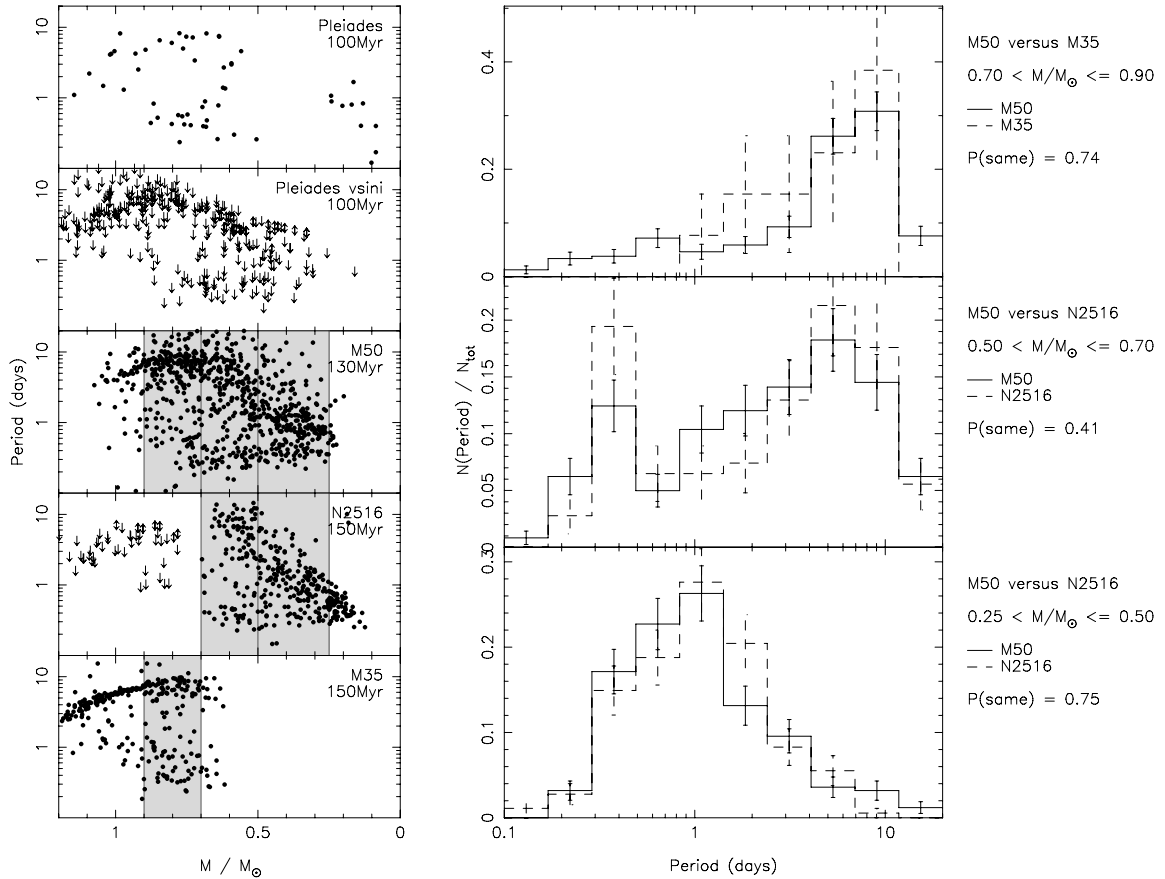 Pleiades
100Myr
10
1
Pleiades vsini
100Myr
10
1
M50
130Myr
10
1
N2516
150Myr
10
1
M35
150Myr
10
1
Period (days)
1 0.5 0
M / M☉
0.4
0.2
0
0.2
0.15
0.1
0.05
0.30
0.2
0.1
0
N(Period) / Ntot
0.1 1 10
Period (days)
M50 versus M35
0.70 < M/M☉ <= 0.90
M50
M35
P(same) = 0.74
M50 versus N2516
0.50 < M/M☉ <= 0.70
M50
N2516
P(same) = 0.41
M50 versus N2516
0.25 < M/M☉ <= 0.50
M50
N2516
P(same) = 0.75